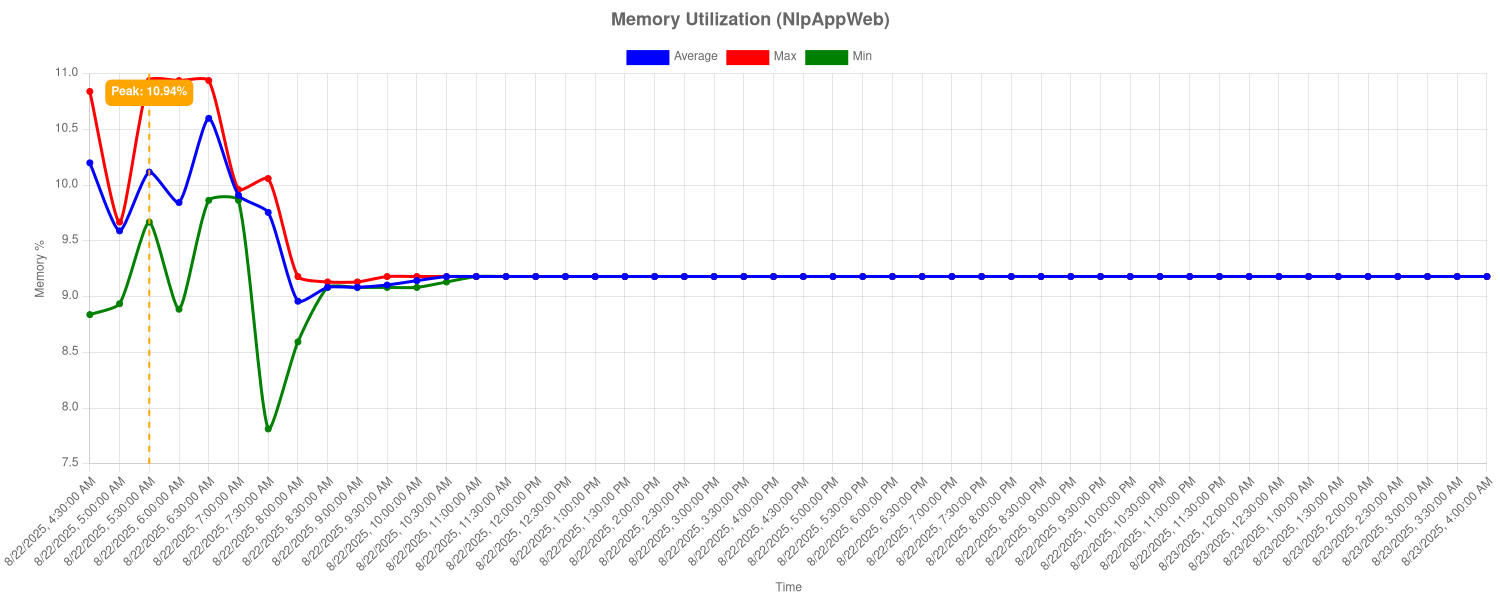 Memory Utilization (NlpAppWeb)
Average Max Min
11.0
Peak: 10.94%
10.5
10.0
9.5
9.0
8.5
8.0
7.5
Memory %
8/22/2025, 4:30:00 AM
8/22/2025, 5:00:00 AM
8/22/2025, 5:30:00 AM
8/22/2025, 6:00:00 AM
8/22/2025, 6:30:00 AM
8/22/2025, 7:00:00 AM
8/22/2025, 7:30:00 AM
8/22/2025, 8:00:00 AM
8/22/2025, 8:30:00 AM
8/22/2025, 9:00:00 AM
8/22/2025, 9:30:00 AM
8/22/2025, 10:00:00 AM
8/22/2025, 10:30:00 AM
8/22/2025, 11:00:00 AM
8/22/2025, 11:30:00 AM
8/22/2025, 12:00:00 PM
8/22/2025, 12:30:00 PM
8/22/2025, 1:00:00 PM
8/22/2025, 1:30:00 PM
8/22/2025, 2:00:00 PM
8/22/2025, 2:30:00 PM
8/22/2025, 3:00:00 PM
8/22/2025, 3:30:00 PM
8/22/2025, 4:00:00 PM
8/22/2025, 4:30:00 PM
8/22/2025, 5:00:00 PM
8/22/2025, 5:30:00 PM
8/22/2025, 6:00:00 PM
8/22/2025, 6:30:00 PM
8/22/2025, 7:00:00 PM
8/22/2025, 7:30:00 PM
8/22/2025, 8:00:00 PM
8/22/2025, 8:30:00 PM
8/22/2025, 9:00:00 PM
8/22/2025, 9:30:00 PM
8/22/2025, 10:00:00 PM
8/22/2025, 10:30:00 PM
8/22/2025, 11:00:00 PM
8/22/2025, 11:30:00 PM
8/23/2025, 12:00:00 AM
8/23/2025, 12:30:00 AM
8/23/2025, 1:00:00 AM
8/23/2025, 1:30:00 AM
8/23/2025, 2:00:00 AM
8/23/2025, 2:30:00 AM
8/23/2025, 3:00:00 AM
8/23/2025, 3:30:00 AM
8/23/2025, 4:00:00 AM
Time